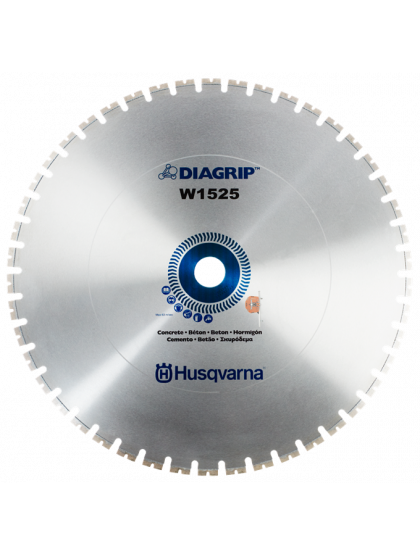 DIAGRIP™
W1525
Concrete • Béton • Beton • Hormigón
Cemento • Betão • Σκυρόδεμα
Husqvarna